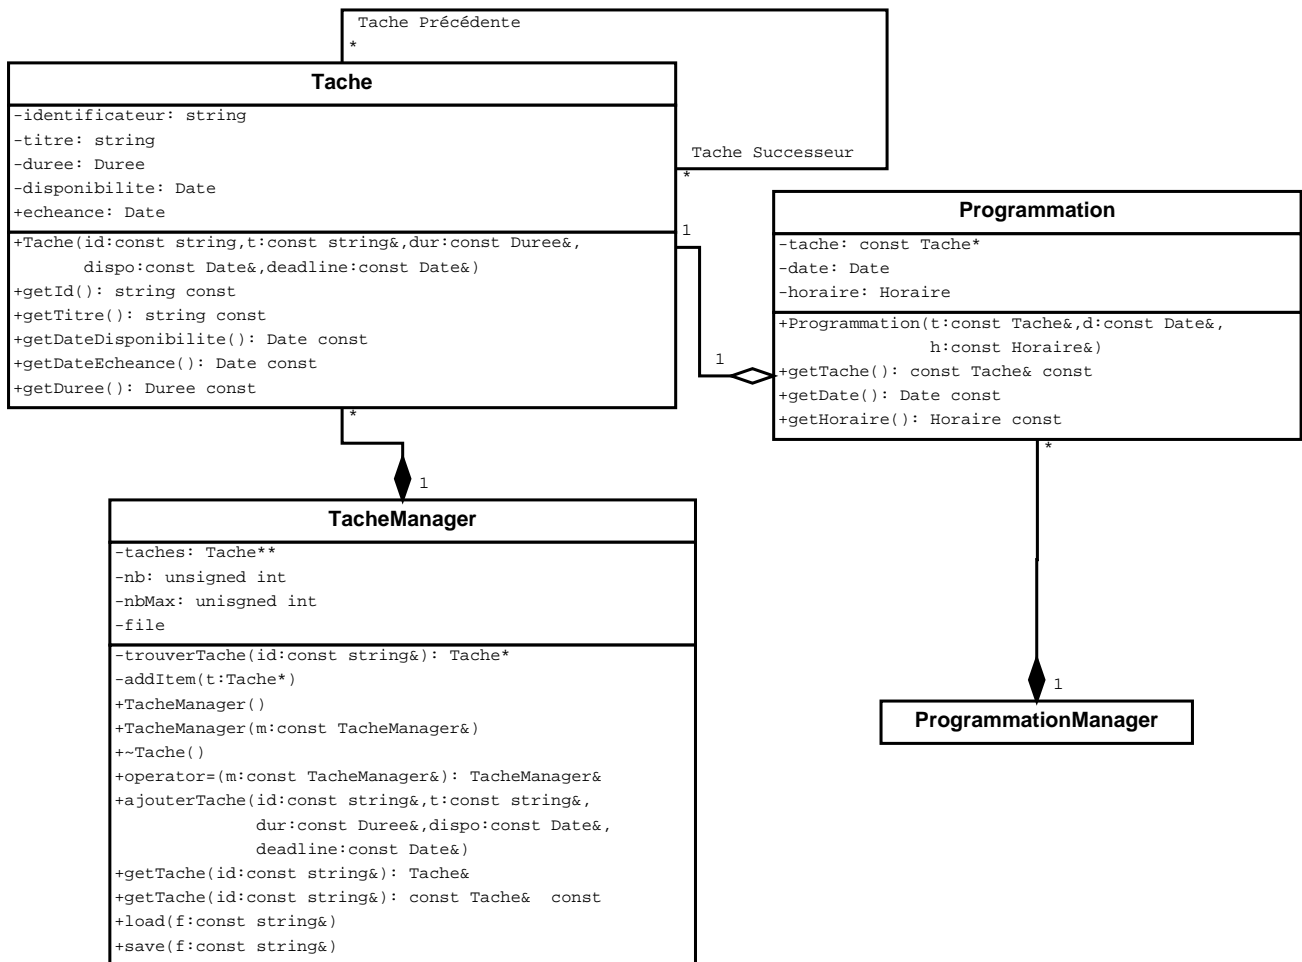 Tache Précédente
*
Tache
-identificateur: string
-titre: string
-duree: Duree
-disponibilite: Date
+echeance: Date
Tache Successeur
*
+Tache(id:const string,t:const string&,dur:const Duree&,
dispo:const Date&,deadline:const Date&)
+getId(): string const
+getTitre(): string const
+getDateDisponibilite(): Date const
+getDateEcheance(): Date const
+getDuree(): Duree const
1
1
Programmation
-tache: const Tache*
-date: Date
-horaire: Horaire
+Programmation(t:const Tache&,d:const Date&,
h:const Horaire&)
+getTache(): const Tache& const
+getDate(): Date const
+getHoraire(): Horaire const
*
1
*
1
TacheManager
-taches: Tache**
-nb: unsigned int
-nbMax: unisgned int
-file
-trouverTache(id:const string&): Tache*
-addItem(t:Tache*)
+TacheManager()
+TacheManager(m:const TacheManager&)
+~Tache()
+operator=(m:const TacheManager&): TacheManager&
+ajouterTache(id:const string&,t:const string&,
dur:const Duree&,dispo:const Date&,
deadline:const Date&)
+getTache(id:const string&): Tache&
+getTache(id:const string&): const Tache&  const
+load(f:const string&)
+save(f:const string&)
ProgrammationManager